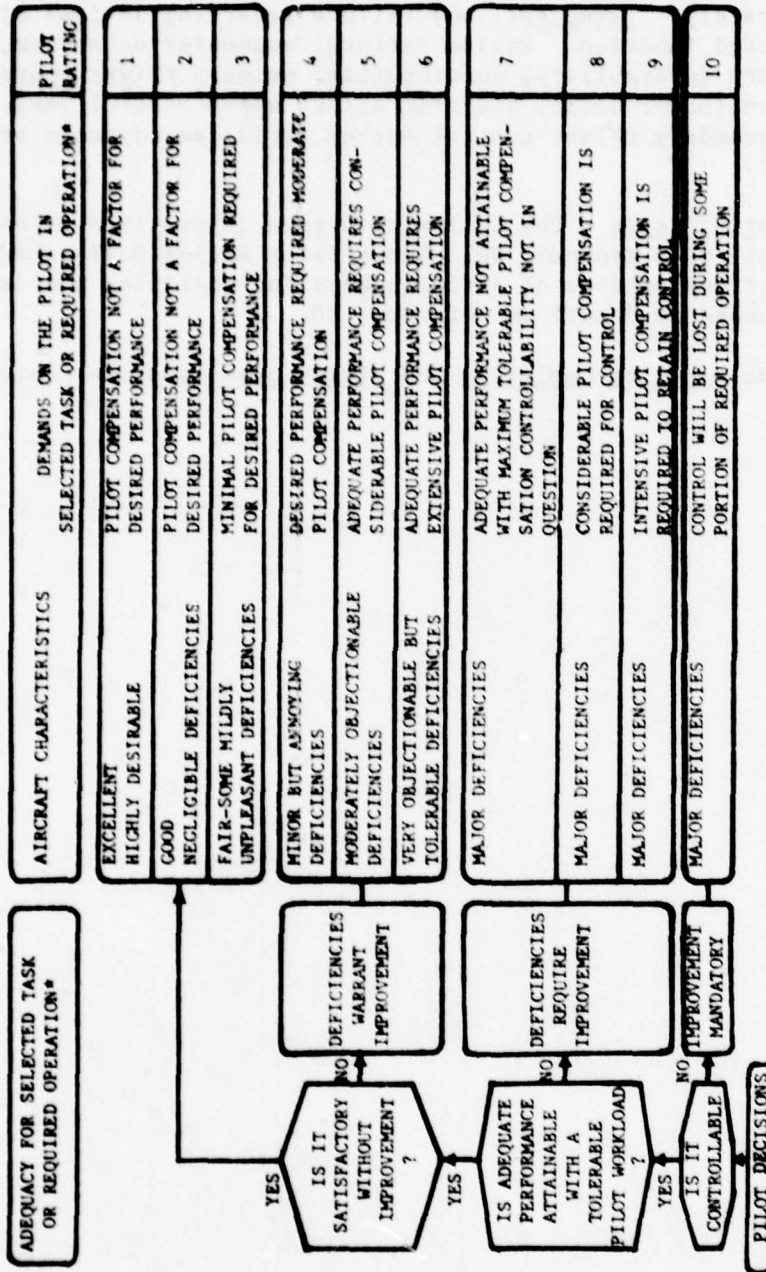 ADEQUACY FOR SELECTED TASK
OR REQUIRED OPERATION*
AIRCRAFT CHARACTERISTICS
DEMANDS ON THE PILOT IN
SELECTED TASK OR REQUIRED OPERATION*
PILOT
RATING
EXCELLENT
HIGHLY DESIRABLE
PILOT COMPENSATION NOT A FACTOR FOR
DESIRED PERFORMANCE
1
GOOD
NEGLIGIBLE DEFICIENCIES
PILOT COMPENSATION NOT A FACTOR FOR
DESIRED PERFORMANCE
2
FAIR-SOME MILDLY
UNPLEASANT DEFICIENCIES
MINIMAL PILOT COMPENSATION REQUIRED
FOR DESIRED PERFORMANCE
3
YES
IS IT
SATISFACTORY
WITHOUT
IMPROVEMENT
?
NO
DEFICIENCIES
WARRANT
IMPROVEMENT
MINOR BUT ANNOYING
DEFICIENCIES
DESIRED PERFORMANCE REQUIRED MODERATE
PILOT COMPENSATION
4
MODERATELY OBJECTIONABLE
DEFICIENCIES
ADEQUATE PERFORMANCE REQUIRES CON-
SIDERABLE PILOT COMPENSATION
5
VERY OBJECTIONABLE BUT
TOLERABLE DEFICIENCIES
ADEQUATE PERFORMANCE REQUIRES
EXTENSIVE PILOT COMPENSATION
6
YES
IS ADEQUATE
PERFORMANCE
ATTAINABLE
WITH A
TOLERABLE
PILOT WORKLOAD
?
NO
DEFICIENCIES
REQUIRE
IMPROVEMENT
MAJOR DEFICIENCIES
ADEQUATE PERFORMANCE NOT ATTAINABLE
WITH MAXIMUM TOLERABLE PILOT COMPEN-
SATION CONTROLLABILITY NOT IN
QUESTION
7
MAJOR DEFICIENCIES
CONSIDERABLE PILOT COMPENSATION IS
REQUIRED FOR CONTROL
8
MAJOR DEFICIENCIES
INTENSIVE PILOT COMPENSATION IS
REQUIRED TO RETAIN CONTROL
9
YES
IS IT
CONTROLLABLE
NO
IMPROVEMENT
MANDATORY
MAJOR DEFICIENCIES
CONTROL WILL BE LOST DURING SOME
PORTION OF REQUIRED OPERATION
10
PILOT DECISIONS